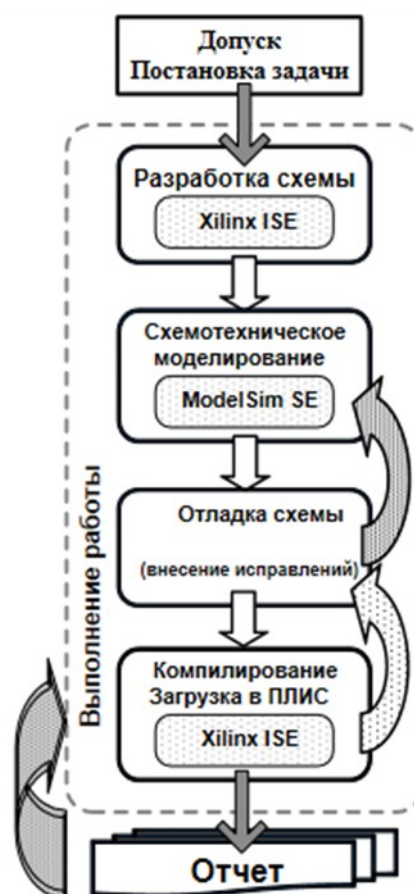 Допуск
Постановка задачи
Разработка схемы
Xilinx ISE
Схемотехническое
моделирование
ModelSim SE
Отладка схемы
(внесение исправлений)
Компилирование
Загрузка в ПЛИС
Xilinx ISE
Выполнение работы
Отчет